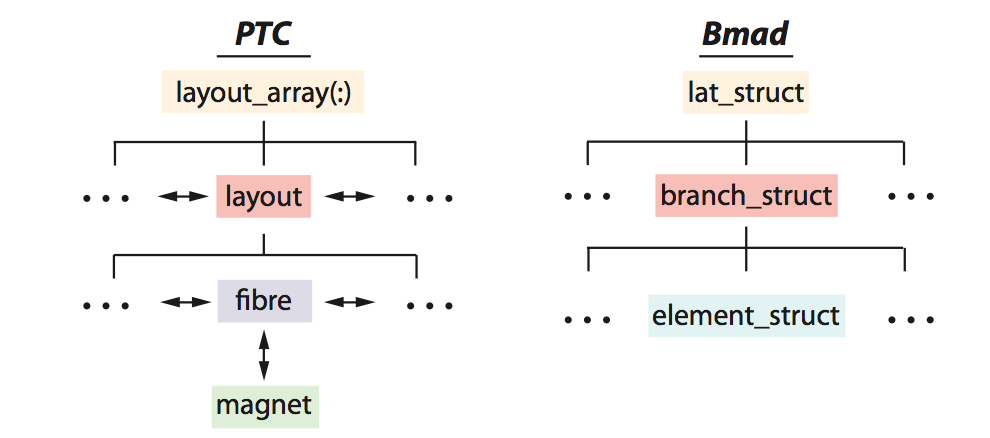 PTC
layout_array(:)
... layout ...
... fibre ...
magnet
Bmad
lat_struct
... branch_struct ...
... element_struct ...